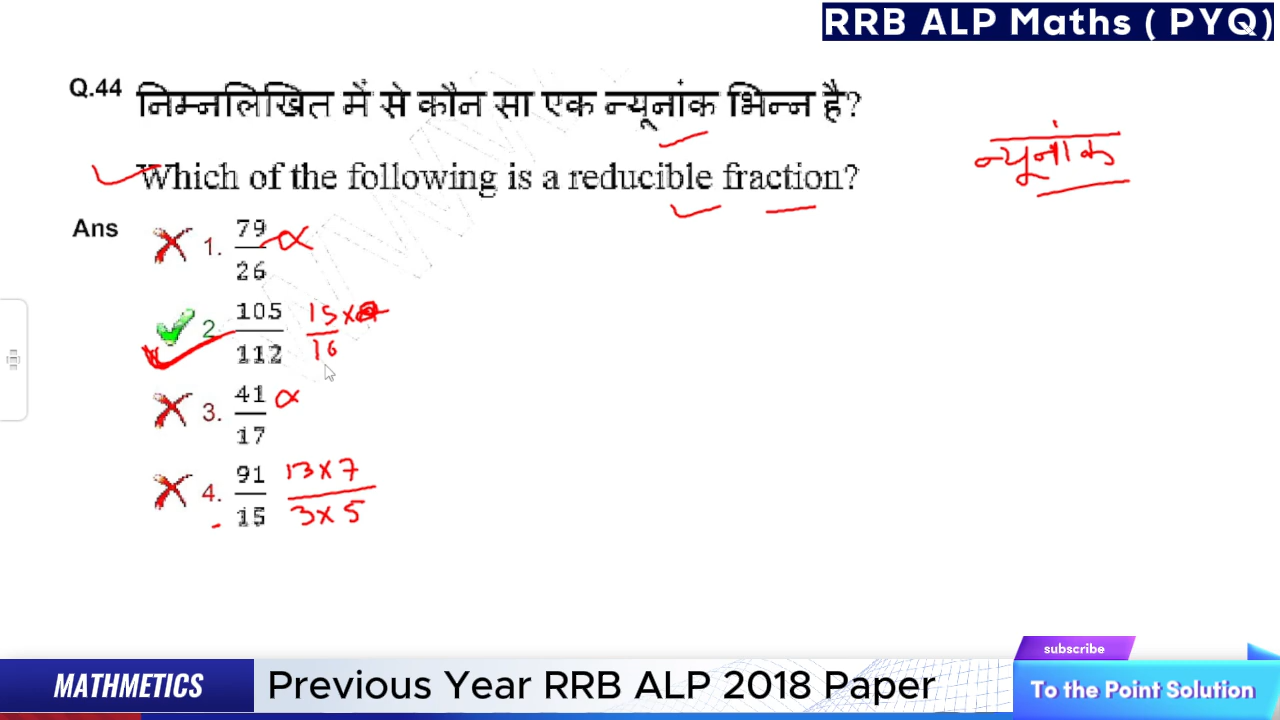 RRB ALP Maths ( PYQ)
Q.44 निम्नलिखित में से कौन सा एक न्यूनांक भिन्न है?
न्यूनांक
Which of the following is a reducible fraction?
Ans
1. 79
26
2. 105 15 x
112 16
3. 41
17
4. 91 13 x 7
15 3 x 5
subscribe
MATHMETICS Previous Year RRB ALP 2018 Paper To the Point Solution